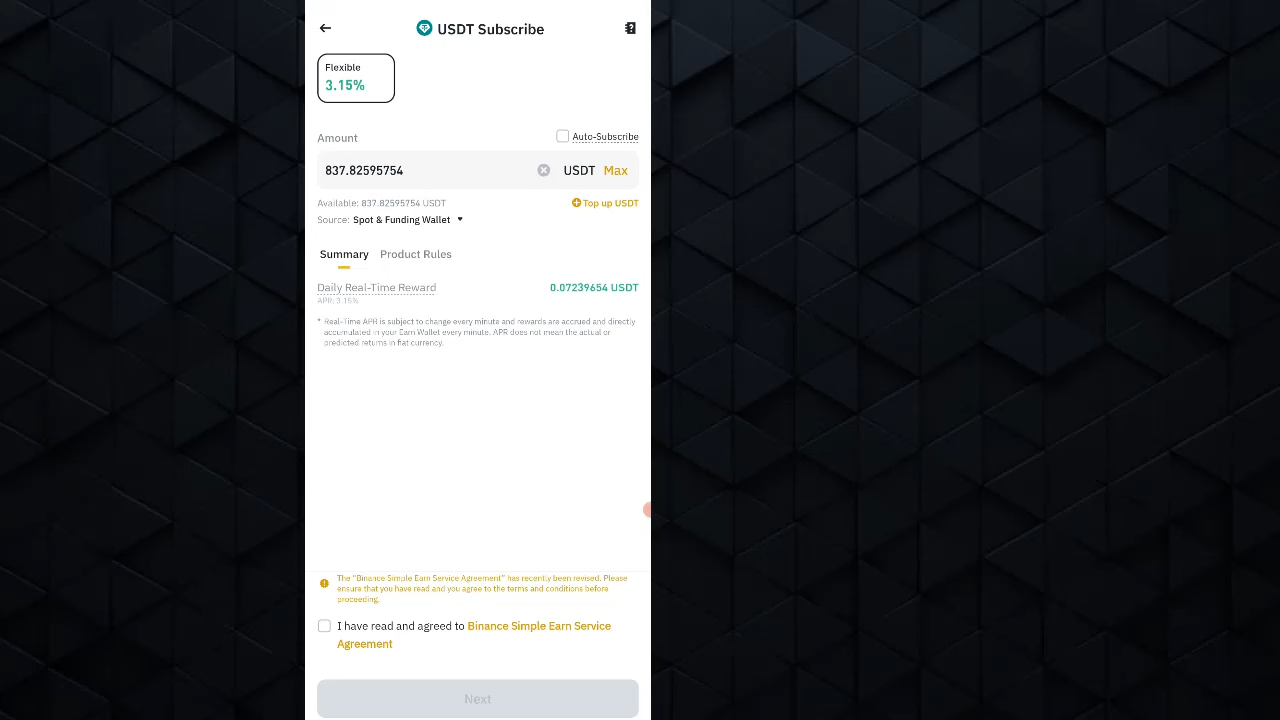 USDT Subscribe
Flexible
3.15%
Amount
Auto-Subscribe
837.82595754
USDT Max
Available: 837.82595754 USDT
Top up USDT
Source: Spot & Funding Wallet
Summary
Product Rules
Daily Real-Time Reward
0.07239654 USDT
APR: 3.15%
* Real-Time APR is subject to change every minute and rewards are accrued and directly
accumulated in your Earn Wallet every minute. APR does not mean the actual or
predicted returns in fiat currency.
The "Binance Simple Earn Service Agreement" has recently been revised. Please
ensure that you have read and you agree to the terms and conditions before
proceeding.
I have read and agreed to Binance Simple Earn Service
Agreement
Next